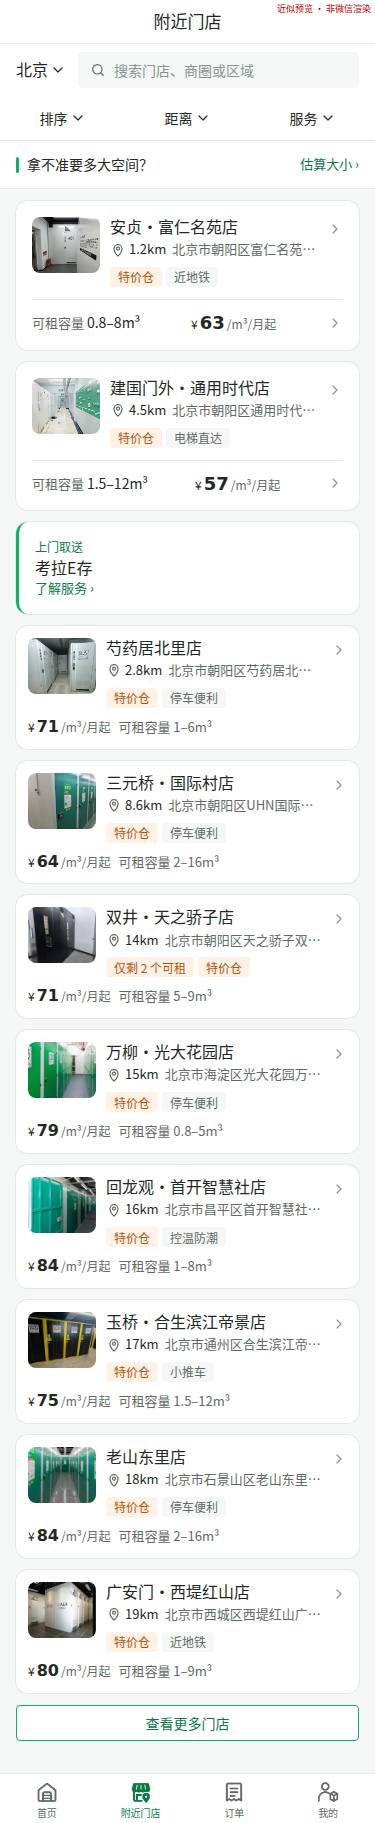 附近门店
近似预览 · 非微信渲染
北京
搜索门店、商圈或区域
排序
距离
服务
拿不准要多大空间？
估算大小 ›
安贞·富仁名苑店
1.2km 北京市朝阳区富仁名苑…
特价仓 近地铁
可租容量 0.8–8m³
¥63/m³/月起
建国门外·通用时代店
4.5km 北京市朝阳区通用时代…
特价仓 电梯直达
可租容量 1.5–12m³
¥57/m³/月起
上门取送
考拉E存
了解服务 ›
芍药居北里店
2.8km 北京市朝阳区芍药居北…
特价仓 停车便利
¥71/m³/月起 可租容量 1–6m³
三元桥·国际村店
8.6km 北京市朝阳区UHN国际…
特价仓 停车便利
¥64/m³/月起 可租容量 2–16m³
双井·天之骄子店
14km 北京市朝阳区天之骄子双…
仅剩 2 个可租 特价仓
¥71/m³/月起 可租容量 5–9m³
万柳·光大花园店
15km 北京市海淀区光大花园万…
特价仓 停车便利
¥79/m³/月起 可租容量 0.8–5m³
回龙观·首开智慧社店
16km 北京市昌平区首开智慧社…
特价仓 控温防潮
¥84/m³/月起 可租容量 1–8m³
玉桥·合生滨江帝景店
17km 北京市通州区合生滨江帝…
特价仓 小推车
¥75/m³/月起 可租容量 1.5–12m³
老山东里店
18km 北京市石景山区老山东里…
特价仓 停车便利
¥84/m³/月起 可租容量 2–16m³
广安门·西堤红山店
19km 北京市西城区西堤红山广…
特价仓 近地铁
¥80/m³/月起 可租容量 1–9m³
查看更多门店
首页
附近门店
订单
我的